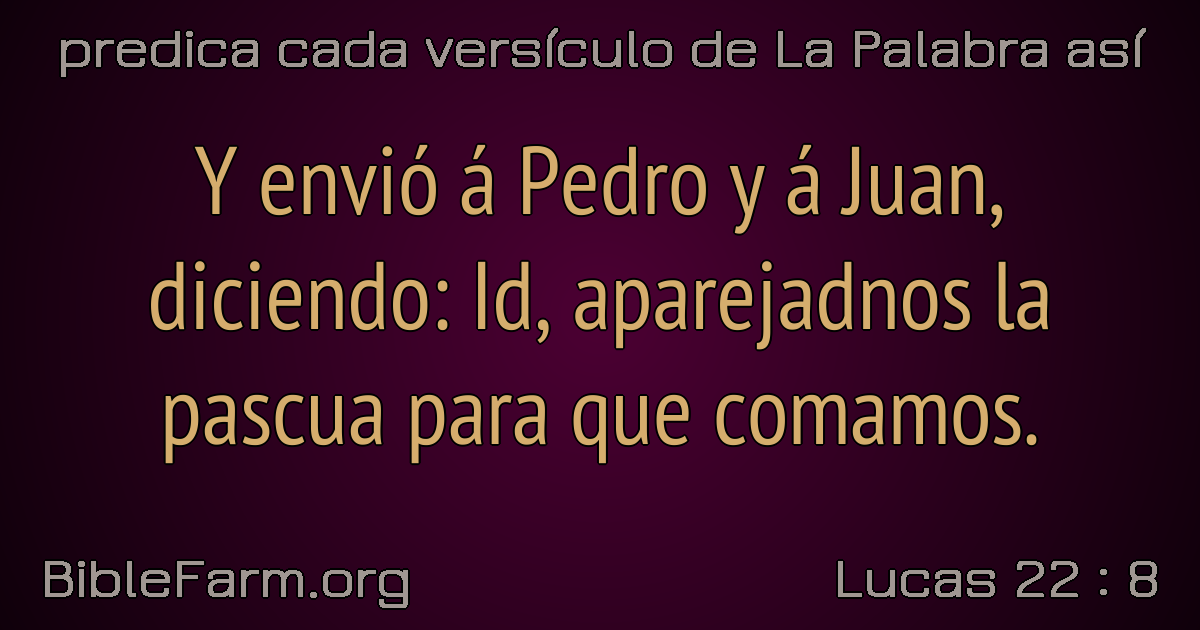 predica cada versículo de La Palabra así
Y envió á Pedro y á Juan,
diciendo: Id, aparejadnos la
pascua para que comamos.
BibleFarm.org
Lucas 22 : 8